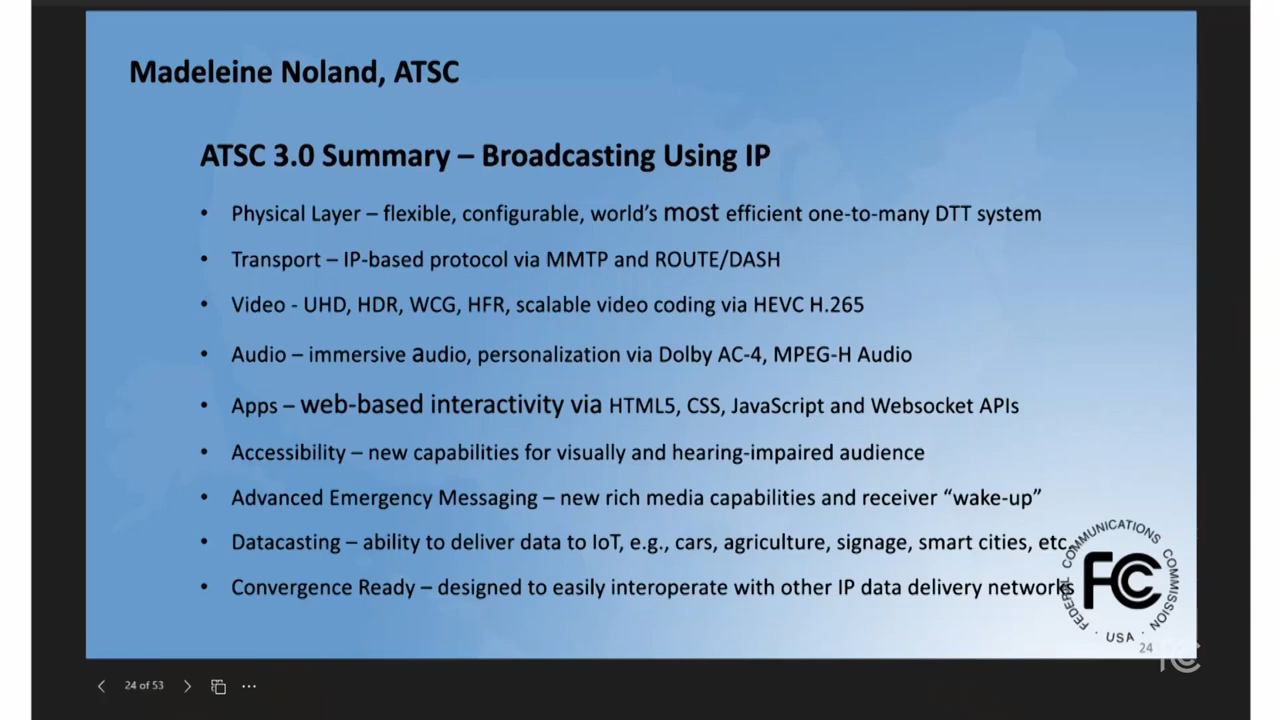 Madeleine Noland, ATSC
ATSC 3.0 Summary – Broadcasting Using IP
• Physical Layer – flexible, configurable, world's most efficient one-to-many DTT system
• Transport – IP-based protocol via MMTP and ROUTE/DASH
• Video - UHD, HDR, WCG, HFR, scalable video coding via HEVC H.265
• Audio – immersive audio, personalization via Dolby AC-4, MPEG-H Audio
• Apps – web-based interactivity via HTML5, CSS, JavaScript and Websocket APIs
• Accessibility – new capabilities for visually and hearing-impaired audience
• Advanced Emergency Messaging – new rich media capabilities and receiver “wake-up”
• Datacasting – ability to deliver data to IoT, e.g., cars, agriculture, signage, smart cities, etc.
• Convergence Ready – designed to easily interoperate with other IP data delivery networks
FEDERAL COMMUNICATIONS COMMISSION
FCC
· USA ·
24
FCC
24 of 53